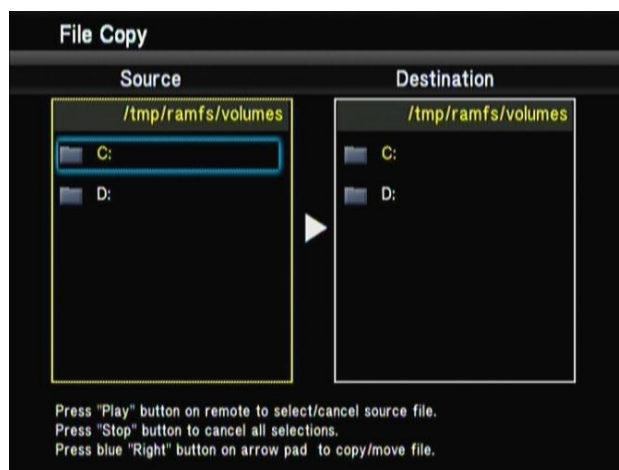 File Copy
Source
Destination
/tmp/ramfs/volumes
/tmp/ramfs/volumes
C:
C:
D:
D:
Press "Play" button on remote to select/cancel source file.
Press "Stop" button to cancel all selections.
Press blue "Right" button on arrow pad to copy/move file.